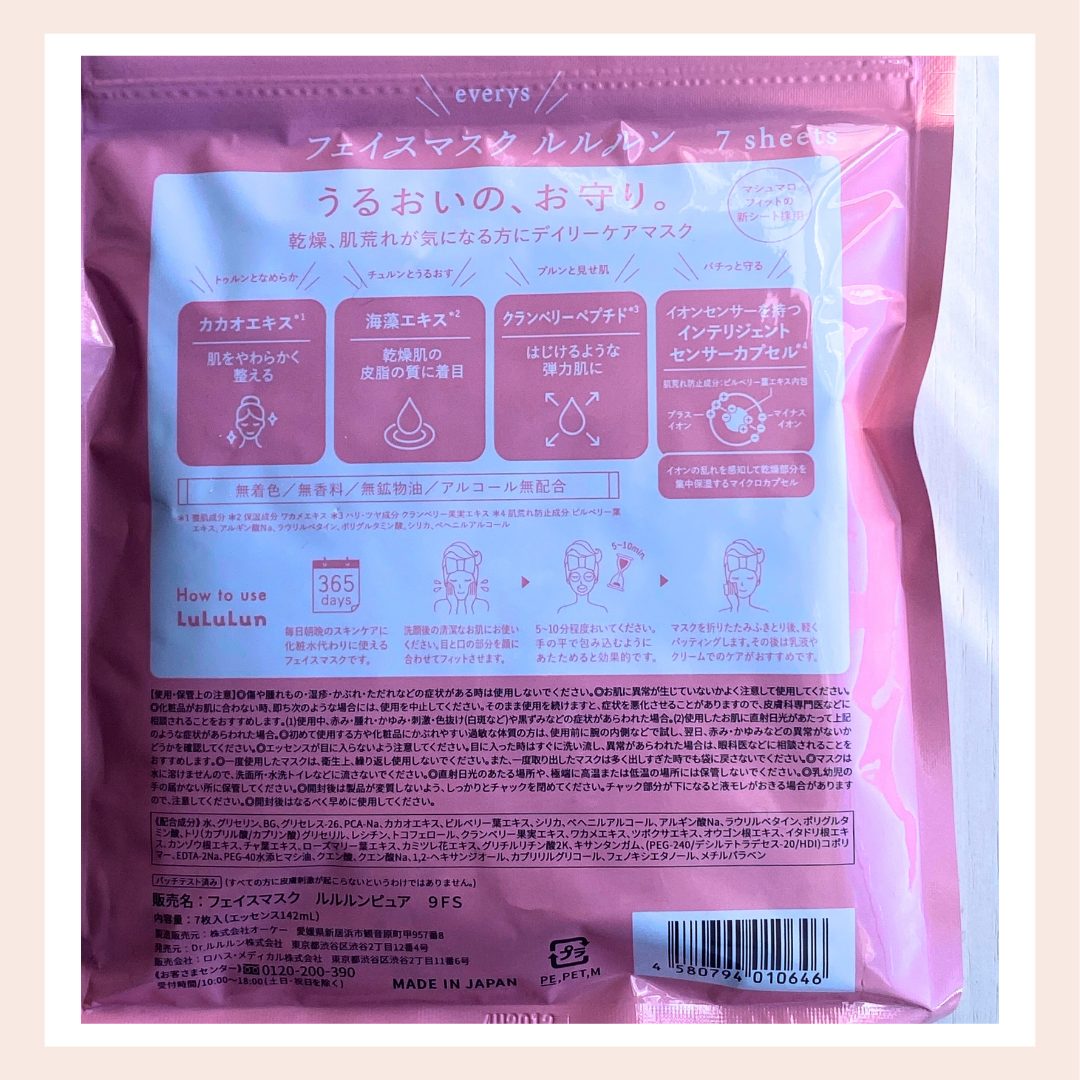 everys
フェイスマスク ルルルン 7 sheets
うるおいの、お守り。
マシュマロ
フィットの
新シート採用
乾燥、肌荒れが気になる方にデイリーケアマスク
トゥルンとなめらか
カカオエキス*1
肌をやわらかく
整える
チュルンとうるおす
海藻エキス*2
乾燥肌の
皮脂の質に着目
プルンと見せ肌
クランベリーペプチド*3
はじけるような
弾力肌に
パチっと守る
イオンセンサーを持つ
インテリジェント
センサーカプセル*4
肌荒れ防止成分:ビルベリー葉エキス内包
プラス
イオン
マイナス
イオン
イオンの乱れを感知して乾燥部分を
集中保湿するマイクロカプセル
無着色／無香料／無鉱物油／アルコール無配合
*1 整肌成分 *2 保湿成分 ワカメエキス *3 ハリ・ツヤ成分 クランベリー果実エキス *4 肌荒れ防止成分 ビルベリー葉
エキス、アルギン酸Na、ラウリルベタイン、ポリグルタミン酸、シリカ、ベヘニルアルコール
How to use
LuLuLun
365
days
毎日朝晩のスキンケアに
化粧水代わりに使える
フェイスマスクです。
洗顔後の清潔なお肌にお使い
ください。目と口の部分を顔に
合わせてフィットさせます。
5~10min
5~10分程度おいてください。
手の平で包み込むように
あたためると効果的です。
マスクを折りたたみふきとり後、軽く
パッティングします。その後は乳液や
クリームでのケアがおすすめです。
【使用・保管上の注意】◎傷や腫れもの・湿疹・かぶれ・ただれなどの症状がある時は使用しないでください。◎お肌に異常が生じていないかよく注意して使用してください。
◎化粧品がお肌に合わない時、即ち次のような場合には、使用を中止してください。そのまま使用を続けますと、症状を悪化させることがありますので、皮膚科専門医などに
相談されることをおすすめします。(1)使用中、赤み・腫れ・かゆみ・刺激・色抜け(白斑など)や黒ずみなどの症状があらわれた場合。(2)使用したお肌に直射日光があたって上記
のような症状があらわれた場合。◎初めて使用する方や化粧品にかぶれやすい過敏な体質の方は、使用前に腕の内側などで試し、翌日、赤み・かゆみなどの異常がないか
どうかを確認してください。◎エッセンスが目に入らないよう注意してください。目に入った時はすぐに洗い流し、異常があらわれた場合は、眼科医などに相談されることを
おすすめします。◎一度使用したマスクは、衛生上、繰り返し使用しないでください。また、一度取り出したマスクは多く出しすぎた時でも袋に戻さないでください。◎マスクは
水に溶けませんので、洗面所・水洗トイレなどに流さないでください。◎直射日光のあたる場所や、極端に高温または低温の場所には保管しないでください。◎乳幼児の
手の届かない所に保管してください。◎開封後は製品が変質しないよう、しっかりとチャックを閉めてください。チャック部分が下になると液モレがおきる場合があります
ので、注意してください。◎開封後はなるべく早めに使用してください。
《配合成分》水、グリセリン、BG、グリセレス-26、PCA-Na、カカオエキス、ビルベリー葉エキス、シリカ、ベヘニルアルコール、アルギン酸Na、ラウリルベタイン、ポリグルタ
ミン酸、トリ(カプリル酸/カプリン酸)グリセリル、レシチン、トコフェロール、クランベリー果実エキス、ワカメエキス、ツボクサエキス、オウゴン根エキス、イタドリ根エキ
ス、カンゾウ根エキス、チャ葉エキス、ローズマリー葉エキス、カミツレ花エキス、グリチルリチン酸2K、キサンタンガム、(PEG-240/デシルテトラデセス-20/HDI)コポリ
マー、EDTA-2Na、PEG-40水添ヒマシ油、クエン酸、クエン酸Na、1,2-ヘキサンジオール、カプリリルグリコール、フェノキシエタノール、メチルパラベン
パッチテスト済み (すべての方に皮膚刺激が起こらないというわけではありません。)
販売名：フェイスマスク ルルルンピュア 9FS
内容量：7枚入(エッセンス142mL)
製造販売元：株式会社オーケー 愛媛県新居浜市観音原町甲957番8
発売元：Dr.ルルルン株式会社 東京都渋谷区渋谷2丁目12番4号
販売会社：ロハス・メディカル株式会社 東京都渋谷区渋谷2丁目11番6号
《お客さまセンター》0120-200-390
受付時間/10:00~18:00(土日・祝日を除く)
MADE IN JAPAN
プラ
PE,PET,M
4 580794 010646